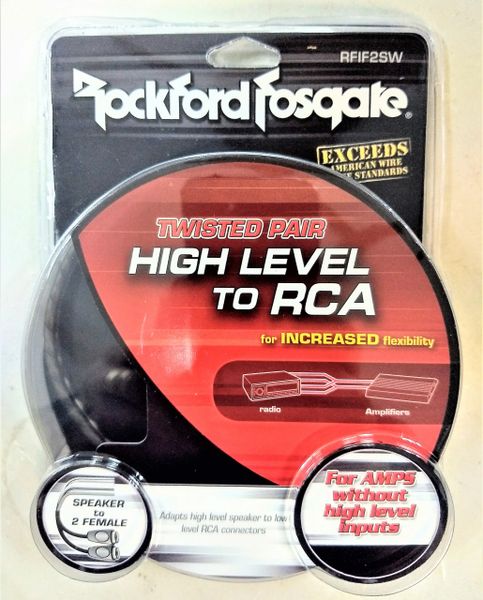 RFIF2SW
Rockford Fosgate®
EXCEEDS
AMERICAN WIRE
STANDARDS
TWISTED PAIR
HIGH LEVEL
TO RCA
for INCREASED flexibility
radio
Amplifiers
SPEAKER
to
2 FEMALE
Adapts high level speaker to low
level RCA connectors
For AMPS
without
high level
inputs